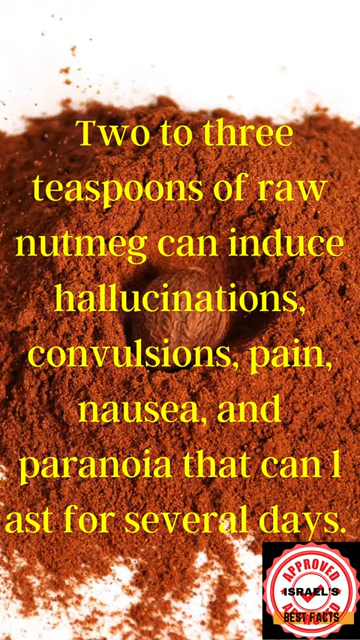 Two to three
teaspoons of raw
nutmeg can induce
hallucinations,
convulsions, pain,
nausea, and
paranoia that can l
ast for several days.
APPROVED
ISRAEL'S
BEST FACTS